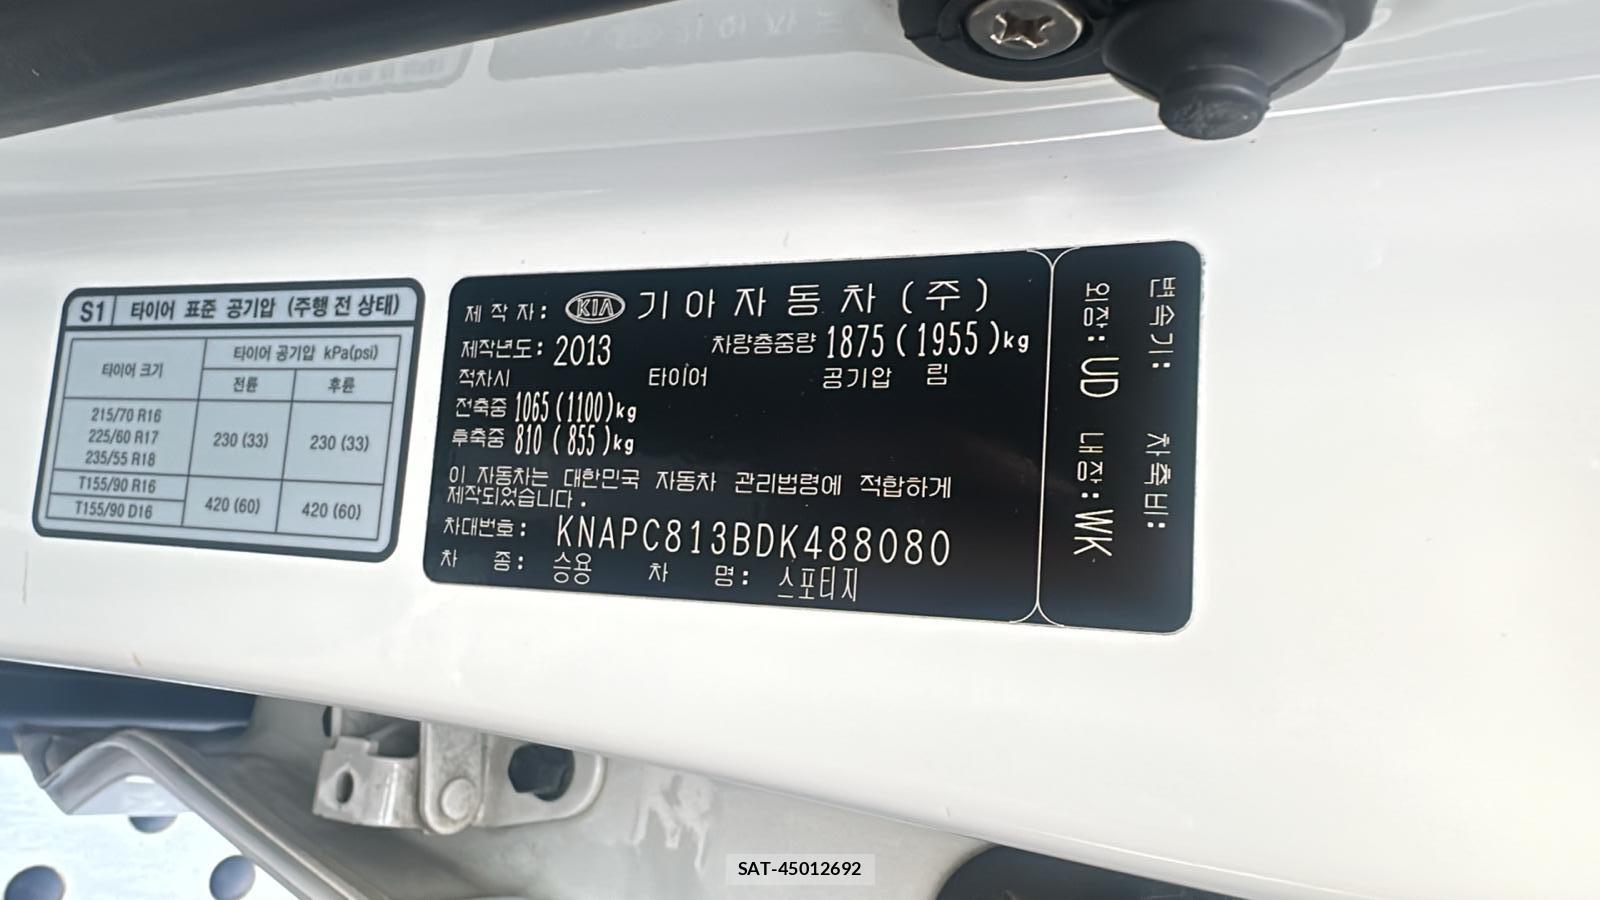 S1 타이어 표준 공기압 (주행 전 상태)
타이어 크기 타이어 공기압 kPa(psi)
전륜 후륜
215/70 R16
225/60 R17
235/55 R18
230 (33) 230 (33)
T155/90 R16
T155/90 D16
420 (60) 420 (60)
제 작 자: KIA 기아자동차(주)
제작년도: 2013 차량총중량 1875(1955)kg
적차시 타이어 공기압 림
전축중 1065(1100)kg
후축중 810 (855)kg
이 자동차는 대한민국 자동차 관리법령에 적합하게
제작되었습니다.
차대번호: KNAPC813BDK488080
차 종: 승용 차 명: 스포티지
변속기: 차축비:
외장: UD 내장: WK
SAT-45012692